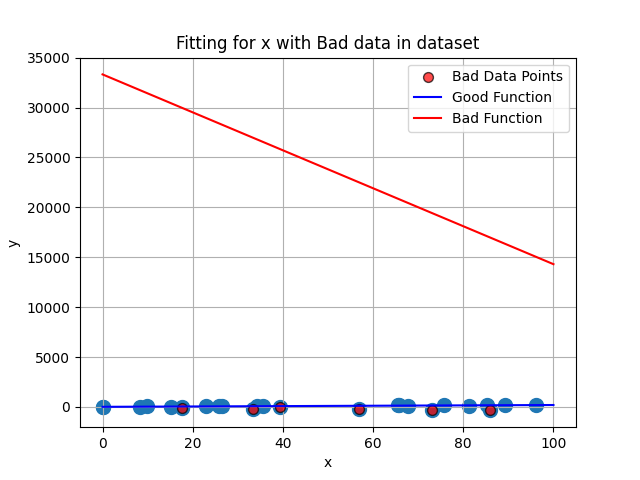 Fitting for x with Bad data in dataset
35000
30000
25000
20000
15000
10000
5000
0
y
Bad Data Points
Good Function
Bad Function
0 20 40 60 80 100
x